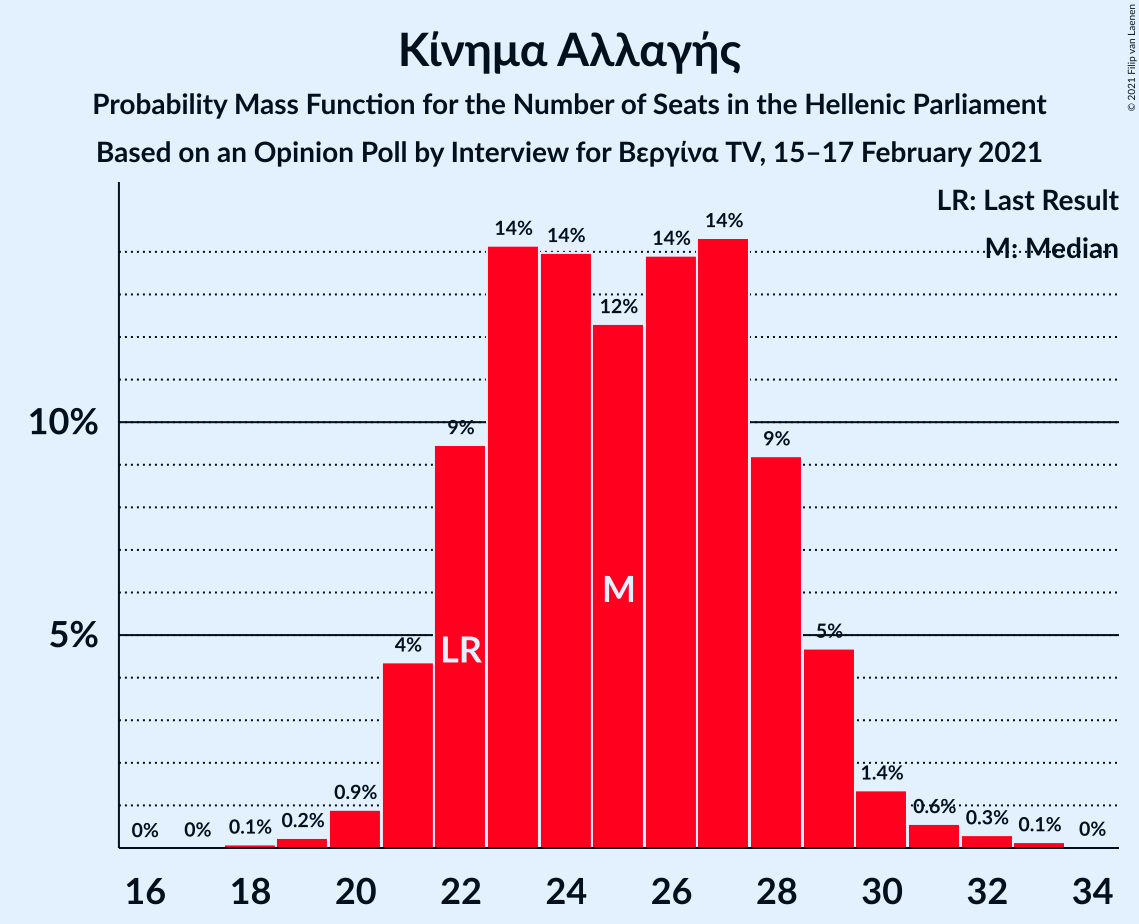 Κίνημα Αλλαγής
Probability Mass Function for the Number of Seats in the Hellenic Parliament
Based on an Opinion Poll by Interview for Βεργίνα TV, 15–17 February 2021
© 2021 Filip van Laenen
LR: Last Result
M: Median
10%
5%
0%
0%
0.1%
0.2%
0.9%
4%
9%
14%
14%
12%
14%
14%
9%
5%
1.4%
0.6%
0.3%
0.1%
0%
LR
M
16 18 20 22 24 26 28 30 32 34